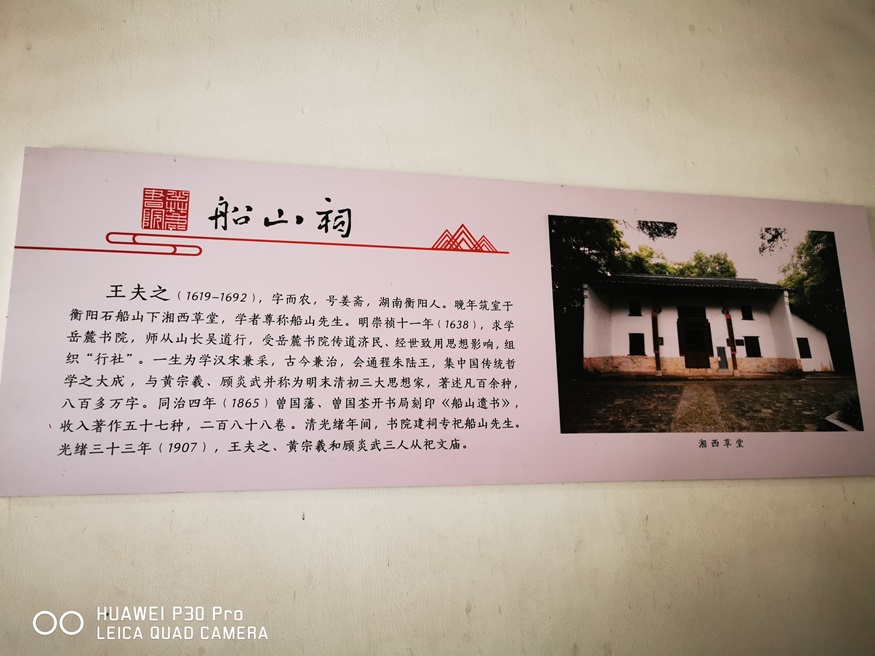 嶽麓書院
船山祠
王夫之（1619-1692），字而农，号姜斋，湖南衡阳人。晚年筑室于
衡阳石船山下湘西草堂，学者尊称船山先生。明崇祯十一年（1638），求学
岳麓书院，师从山长吴道行，受岳麓书院传道济民、经世致用思想影响，组
织“行社”。一生为学汉宋兼采，古今兼治，会通程朱陆王，集中国传统哲
学之大成，与黄宗羲、顾炎武并称为明末清初三大思想家，著述凡百余种，
八百多万字。同治四年（1865）曾国藩、曾国荃开书局刻印《船山遗书》，
收入著作五十七种，二百八十八卷。清光绪年间，书院建祠专祀船山先生。
光绪三十三年（1907），王夫之、黄宗羲和顾炎武三人从祀文庙。
湘西草堂
HUAWEI P30 Pro
LEICA QUAD CAMERA